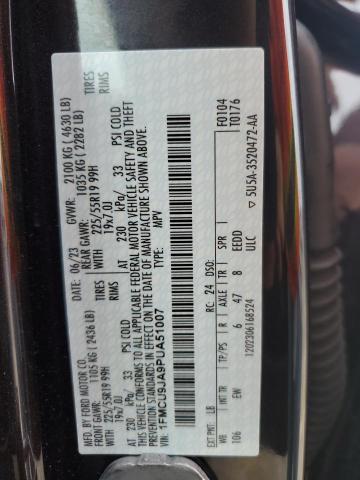 MFD. BY FORD MOTOR CO.
DATE: 06/23 GVWR: 2100 KG ( 4630 LB)
FRONT GAWR: 1105 KG ( 2436 LB) REAR GAWR: 1035 KG ( 2282 LB)
225/55R19 99H WITH 225/55R19 99H TIRES
19x7.0J RIMS 19x7.0J RIMS
AT 230 kPa/ 33 PSI COLD AT 230 kPa/ 33 PSI COLD
THIS VEHICLE CONFORMS TO ALL APPLICABLE FEDERAL MOTOR VEHICLE SAFETY AND THEFT
PREVENTION STANDARDS IN EFFECT ON THE DATE OF MANUFACTURE SHOWN ABOVE.
VIN: 1FMCU9JA9PUA51007 TYPE: MPV
F0104
T0176
EXT PNT: LB RC: 24 DSO:
WB INT TR TP/PS R AXLE TR SPR
106 EW 6 47 8 EEDD
ULC
1202306168524 ▽ 5U5A-3520472-AA